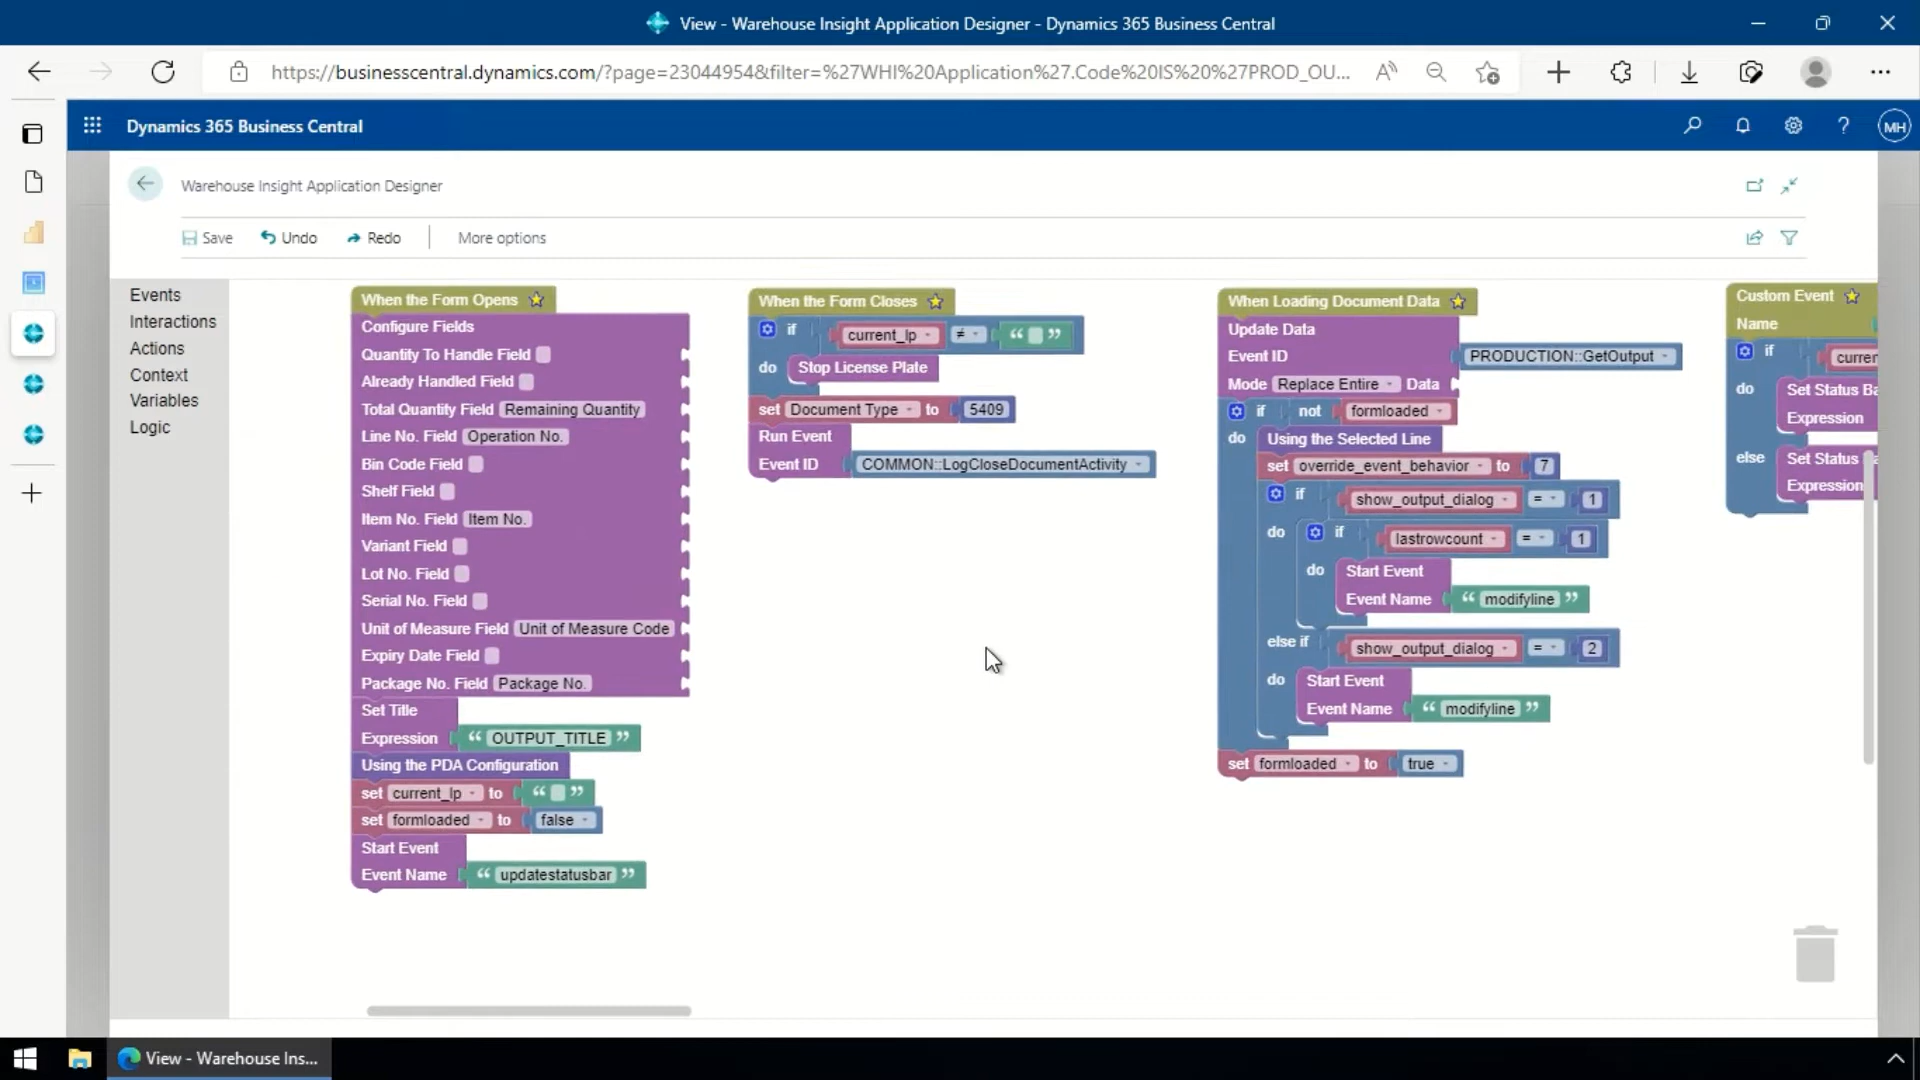 View - Warehouse Insight Application Designer - Dynamics 365 Business Central
https://businesscentral.dynamics.com/?page=23044954&filter=%27WHI%20Application%27.Code%20IS%20%27PROD_OU...
Dynamics 365 Business Central
MH
Warehouse Insight Application Designer
Save Undo Redo More options
Events
Interactions
Actions
Context
Variables
Logic
When the Form Opens
Configure Fields
Quantity To Handle Field
Already Handled Field
Total Quantity Field Remaining Quantity
Line No. Field Operation No.
Bin Code Field
Shelf Field
Item No. Field Item No.
Variant Field
Lot No. Field
Serial No. Field
Unit of Measure Field Unit of Measure Code
Expiry Date Field
Package No. Field Package No.
Set Title
Expression “ OUTPUT_TITLE ”
Using the PDA Configuration
set current_lp to “ ”
set formloaded to false
Start Event
Event Name “ updatestatusbar ”
When the Form Closes
if current_lp ≠ “ ”
do Stop License Plate
set Document Type to 5409
Run Event
Event ID COMMON::LogCloseDocumentActivity
When Loading Document Data
Update Data
Event ID PRODUCTION::GetOutput
Mode Replace Entire Data
if not formloaded
do Using the Selected Line
set override_event_behavior to 7
if show_output_dialog = 1
do if lastrowcount = 1
do Start Event
Event Name “ modifyline ”
else if show_output_dialog = 2
do Start Event
Event Name “ modifyline ”
set formloaded to true
Custom Event
Name
if curren
do Set Status Ba
Expression
else Set Status
Expression
View - Warehouse Ins...